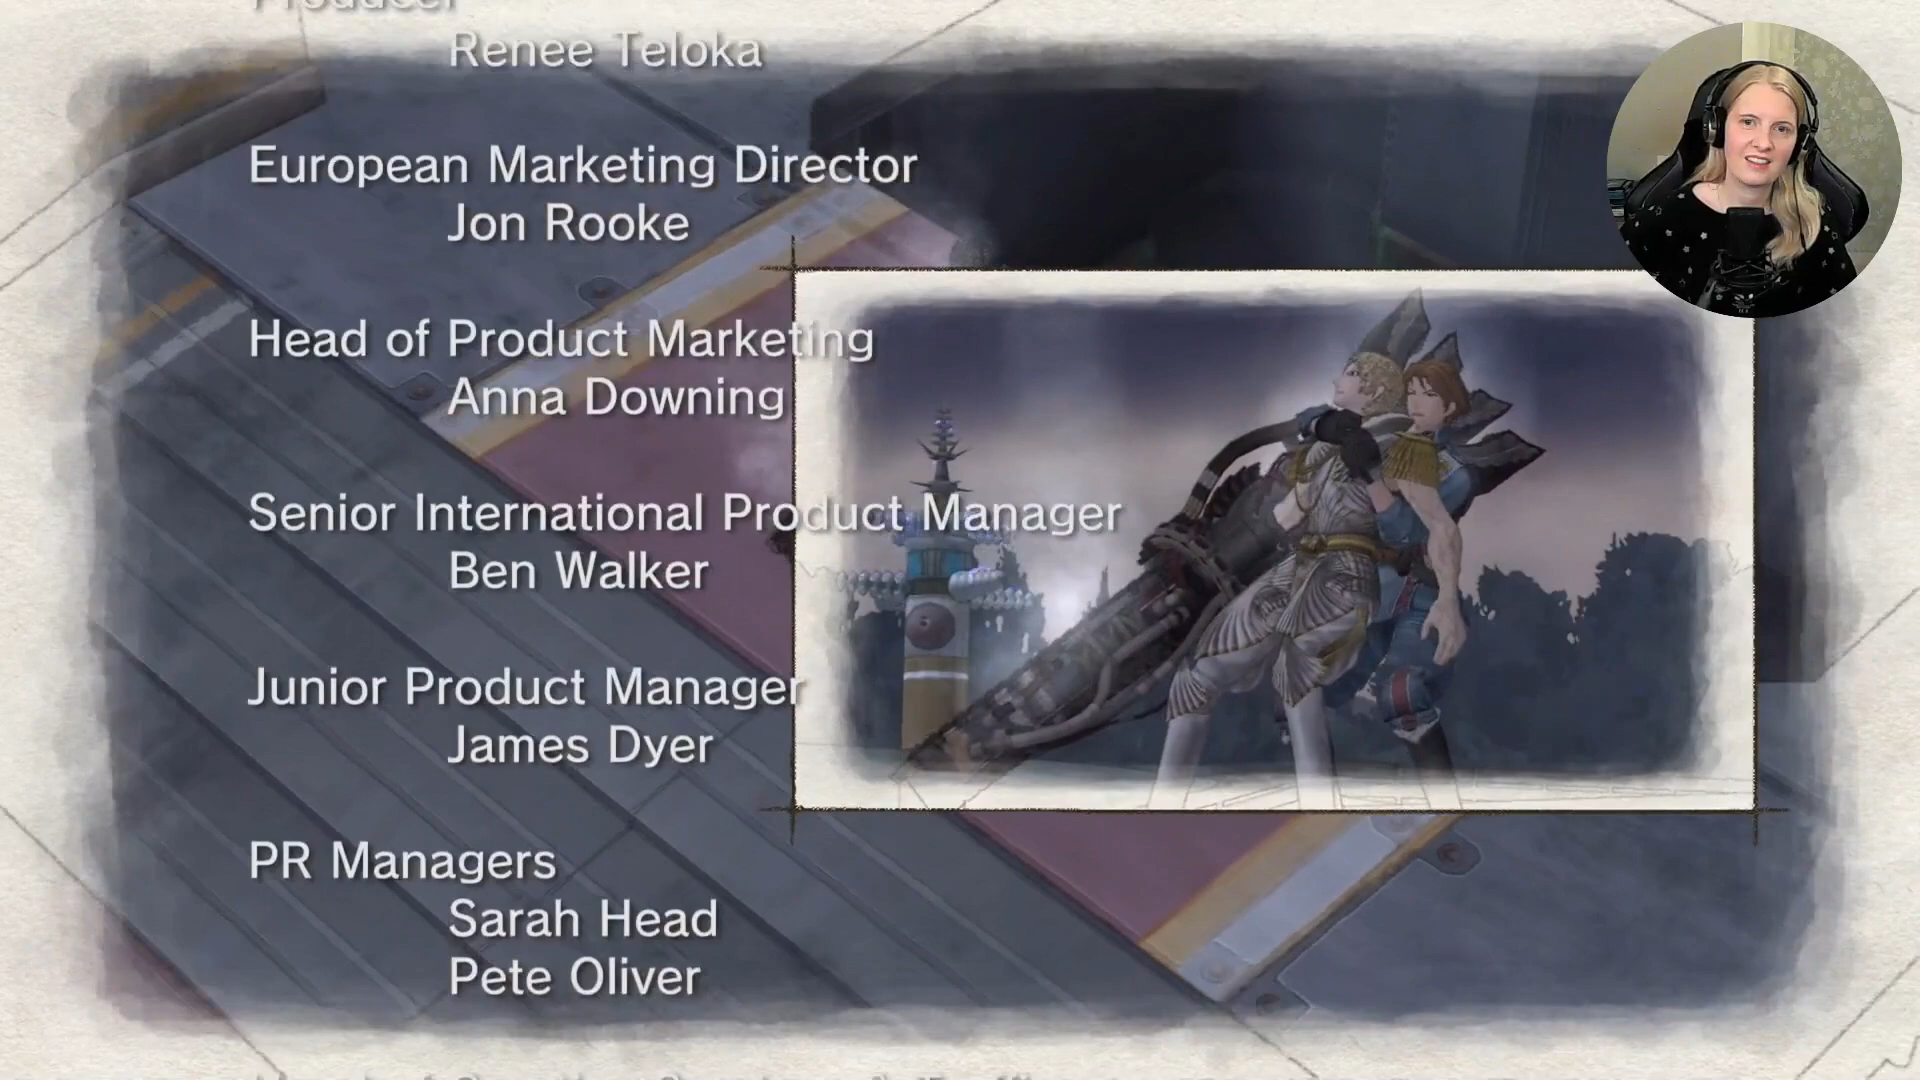 Producer
Renee Teloka
European Marketing Director
Jon Rooke
Head of Product Marketing
Anna Downing
Senior International Product Manager
Ben Walker
Junior Product Manager
James Dyer
PR Managers
Sarah Head
Pete Oliver